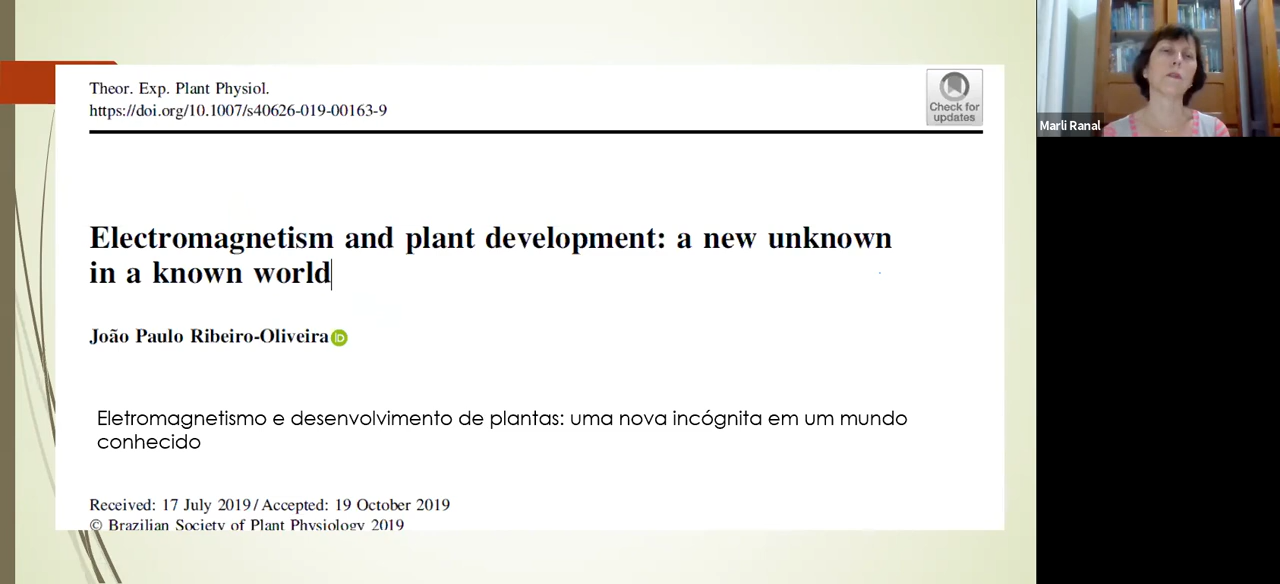 Theor. Exp. Plant Physiol.
https://doi.org/10.1007/s40626-019-00163-9
Check for
updates
Electromagnetism and plant development: a new unknown
in a known world
João Paulo Ribeiro-Oliveira
iD
Eletromagnetismo e desenvolvimento de plantas: uma nova incógnita em um mundo
conhecido
Received: 17 July 2019 / Accepted: 19 October 2019
© Brazilian Society of Plant Physiology 2019
Marli Ranal